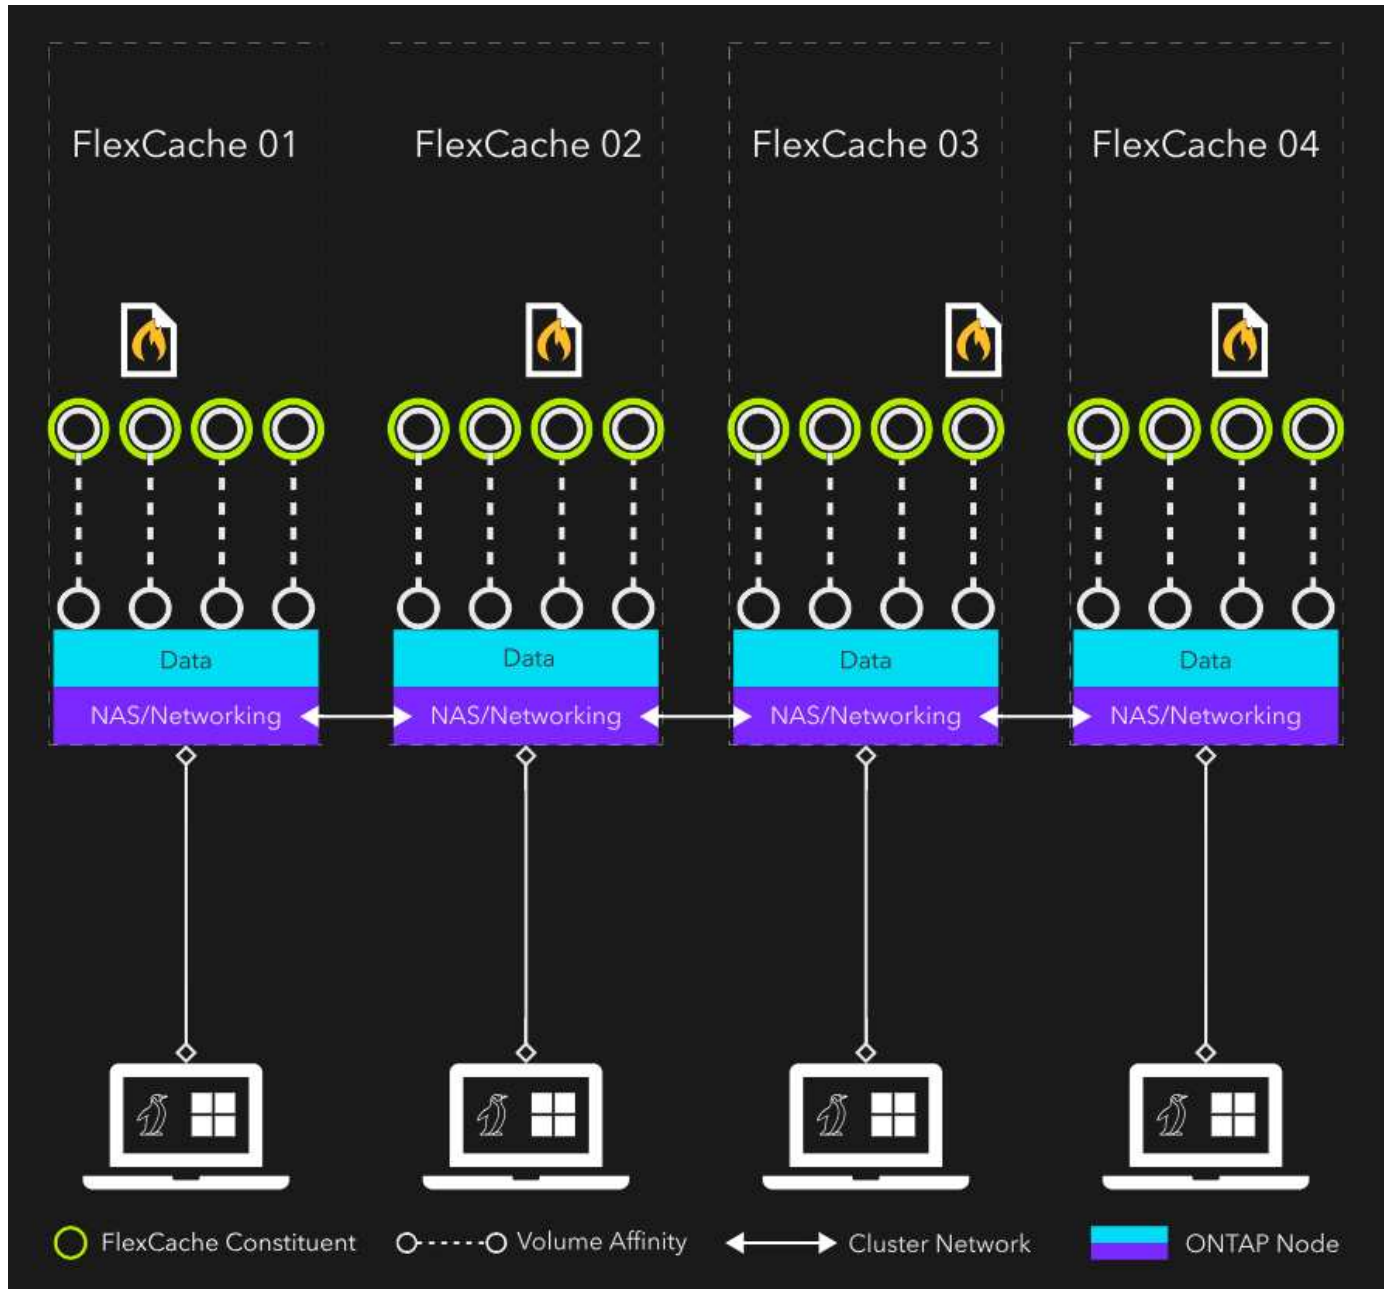 FlexCache 01
FlexCache 02
FlexCache 03
FlexCache 04
Data
Data
Data
Data
NAS/Networking
NAS/Networking
NAS/Networking
NAS/Networking
FlexCache Constituent
Volume Affinity
Cluster Network
ONTAP Node